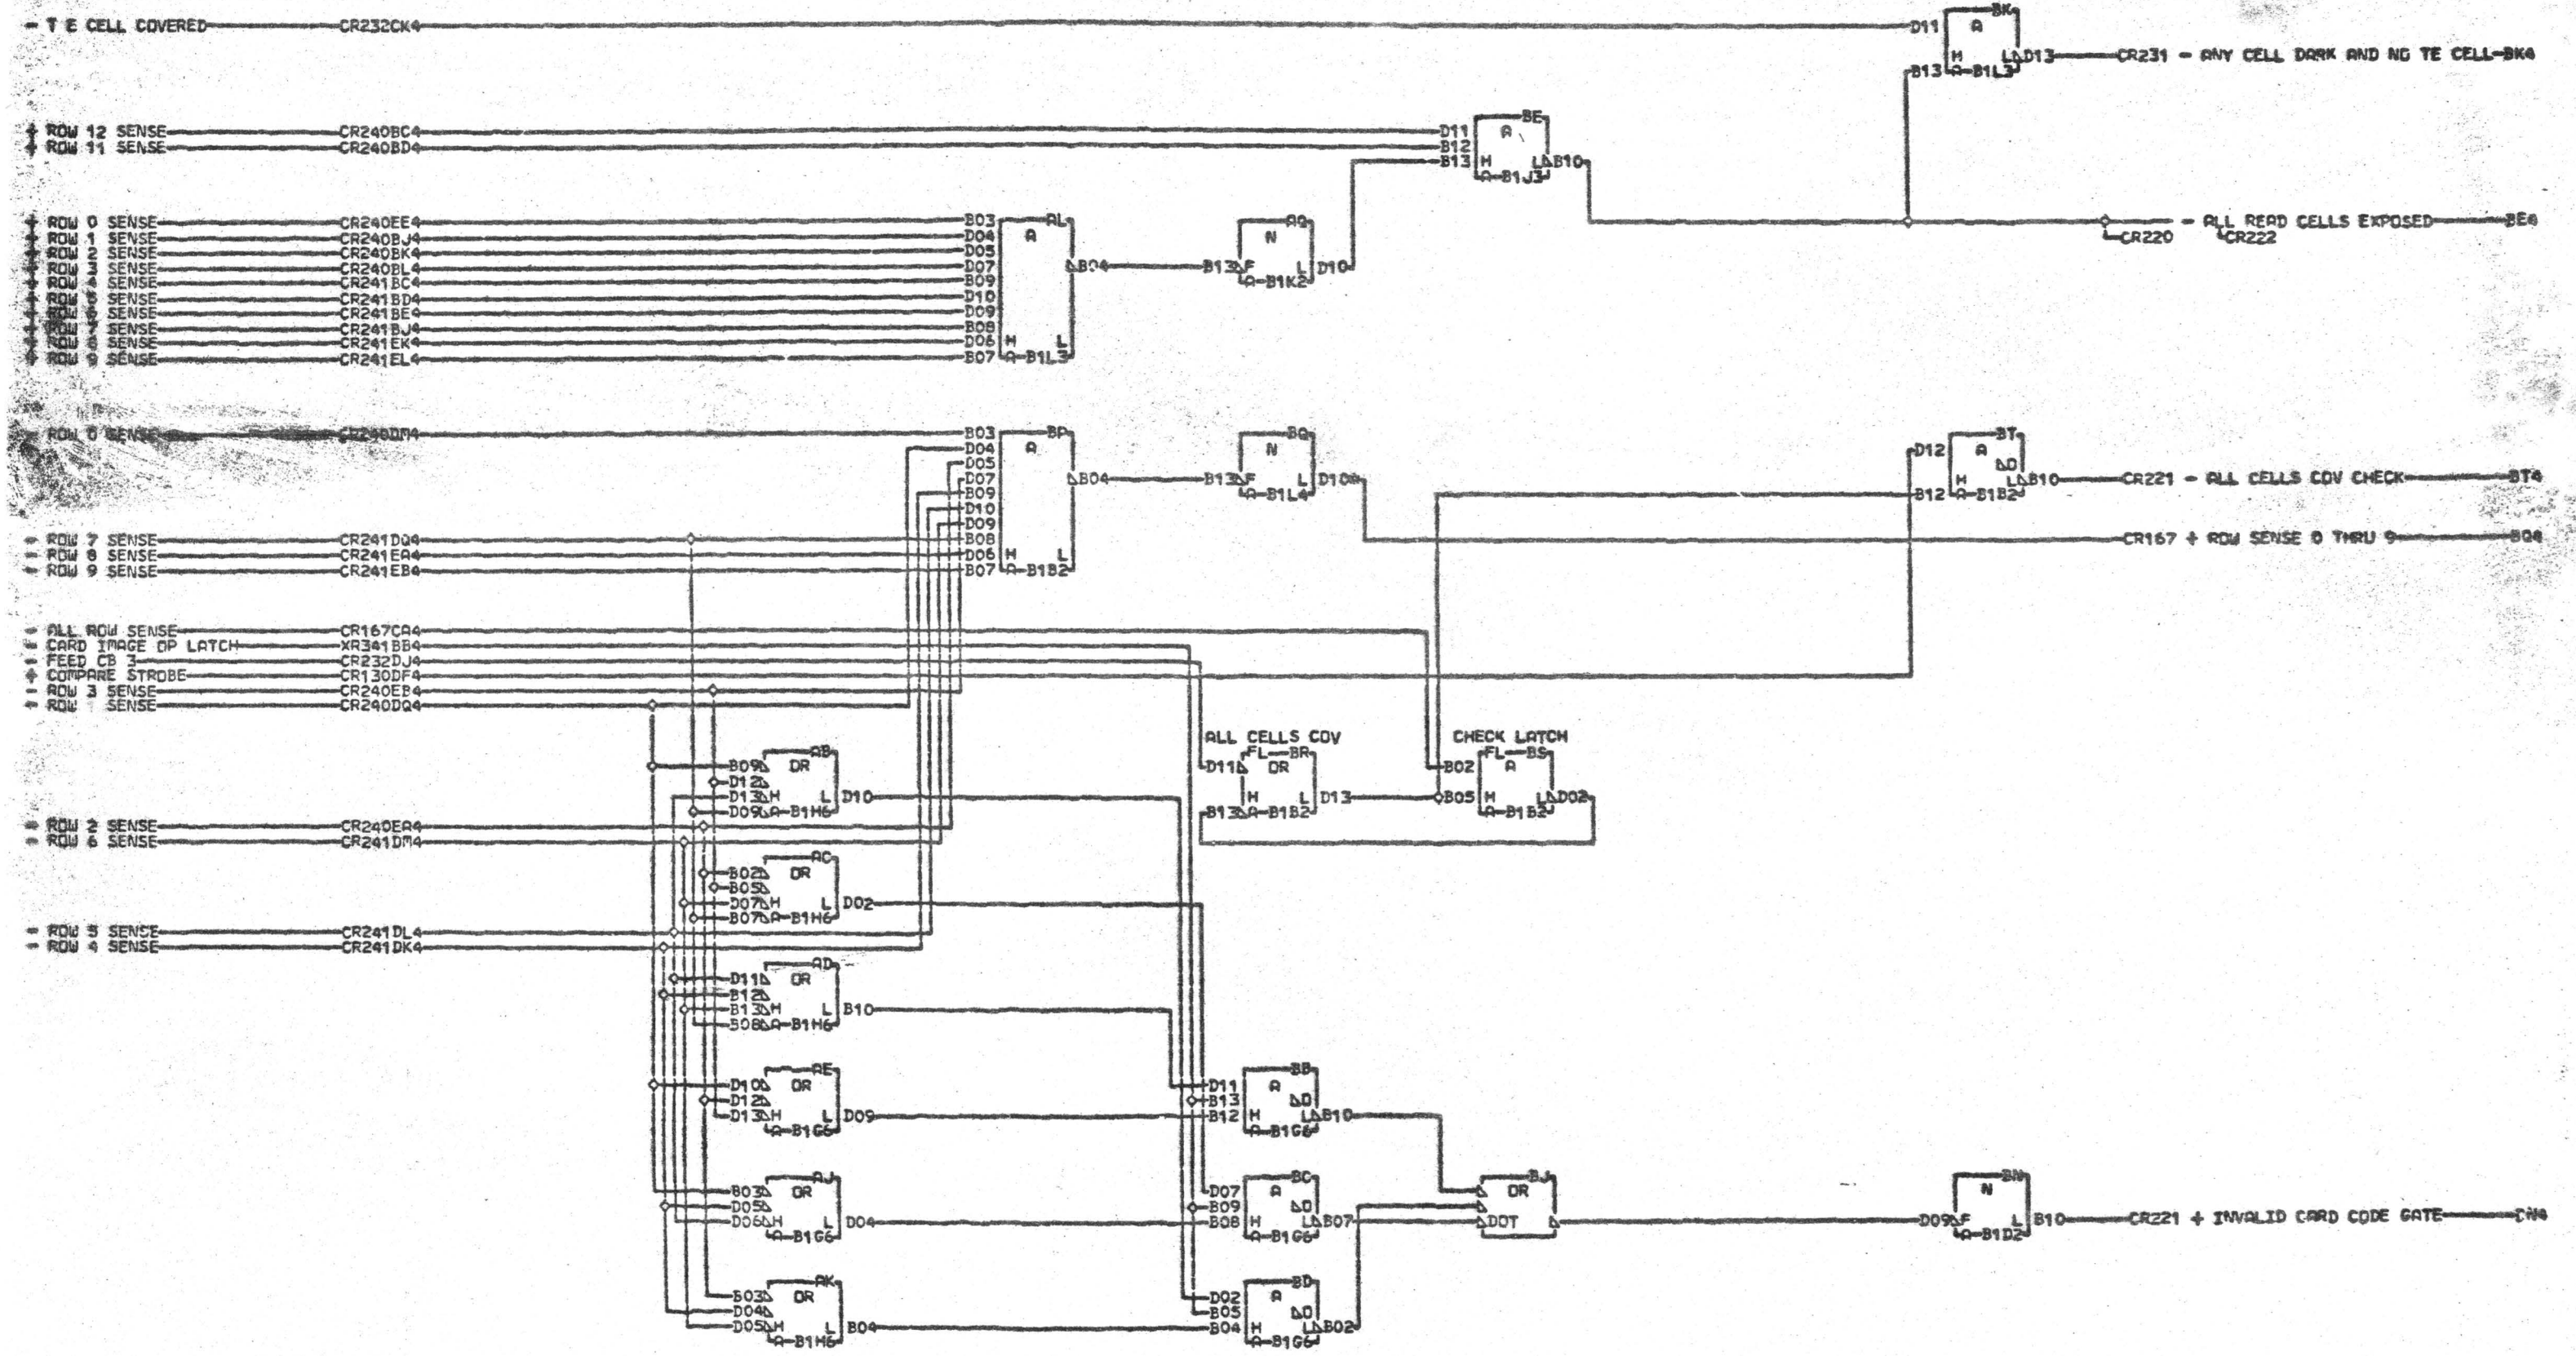 - T E CELL COVERED CR232CK4
D11 BK
A
H L D13 CR231 - ANY CELL DARK AND NO TE CELL BK4
B13 A-B1L3
+ ROW 12 SENSE CR240BC4 D11 BE
+ ROW 11 SENSE CR240BD4 B12 A
B13 H L B10
A-B1J3
+ ROW 0 SENSE CR240EE4 B03 AL
+ ROW 1 SENSE CR240BJ4 D04 A
+ ROW 2 SENSE CR240BK4 D05
+ ROW 3 SENSE CR240BL4 D07 B04
+ ROW 4 SENSE CR241BC4 B09
+ ROW 5 SENSE CR241BD4 D10
+ ROW 6 SENSE CR241BE4 D09
+ ROW 7 SENSE CR241BJ4 B08
+ ROW 8 SENSE CR241EK4 D06 H L
+ ROW 9 SENSE CR241EL4 B07 A-B1L3
AQ
N
B13 F L D10
A-B1K2
- ALL READ CELLS EXPOSED BE4
CR220 CR222
- ROW 0 SENSE CR240DM4 B03 BP
D04 A
D05
D07 B04
B09
D10
D09
- ROW 7 SENSE CR241DQ4 B08
- ROW 8 SENSE CR241EA4 D06 H L
- ROW 9 SENSE CR241EB4 B07 A-B1B2
BQ
N
B13 F L D10
A-B1L4
BT
D12 A
DO
H L B10 CR221 - ALL CELLS COV CHECK BT4
B12 A-B1B2
CR167 + ROW SENSE 0 THRU 9 BQ4
- ALL ROW SENSE CR167CA4
- CARD IMAGE OP LATCH XR341BB4
- FEED CB 3 CR232DJ4
+ COMPARE STROBE CR130DF4
- ROW 3 SENSE CR240EB4
- ROW 1 SENSE CR240DQ4
ALL CELLS COV
FL BR
D11 OR
H L D13
B13 A-B1B2
CHECK LATCH
FL BS
B02 A
B05 H L D02
A-B1B2
AB
B09 OR
D12
D13 H L D10
D09 A-B1H6
- ROW 2 SENSE CR240EA4
- ROW 6 SENSE CR241DM4
AC
B02 OR
B05
D07 H L D02
B07 A-B1H6
- ROW 5 SENSE CR241DL4
- ROW 4 SENSE CR241DK4
AD
D11 OR
B12
B13 H L B10
B08 A-B1H6
AE
D10 OR
D12
D13 H L D09
A-B1G6
BB
D11 A
B13 DO
B12 H L B10
A-B1G6
AJ
B03 OR
D05
D06 H L D04
A-B1G6
BC
D07 A
B09 DO
B08 H L B07
A-B1G6
BJ
OR
DOT
BN
N
D09 F L B10 CR221 + INVALID CARD CODE GATE
A-B1D2
AK
B03 OR
D04
D05 H L B04
A-B1H6
BD
D02 A
B05 DO
B04 H L B02
A-B1G6